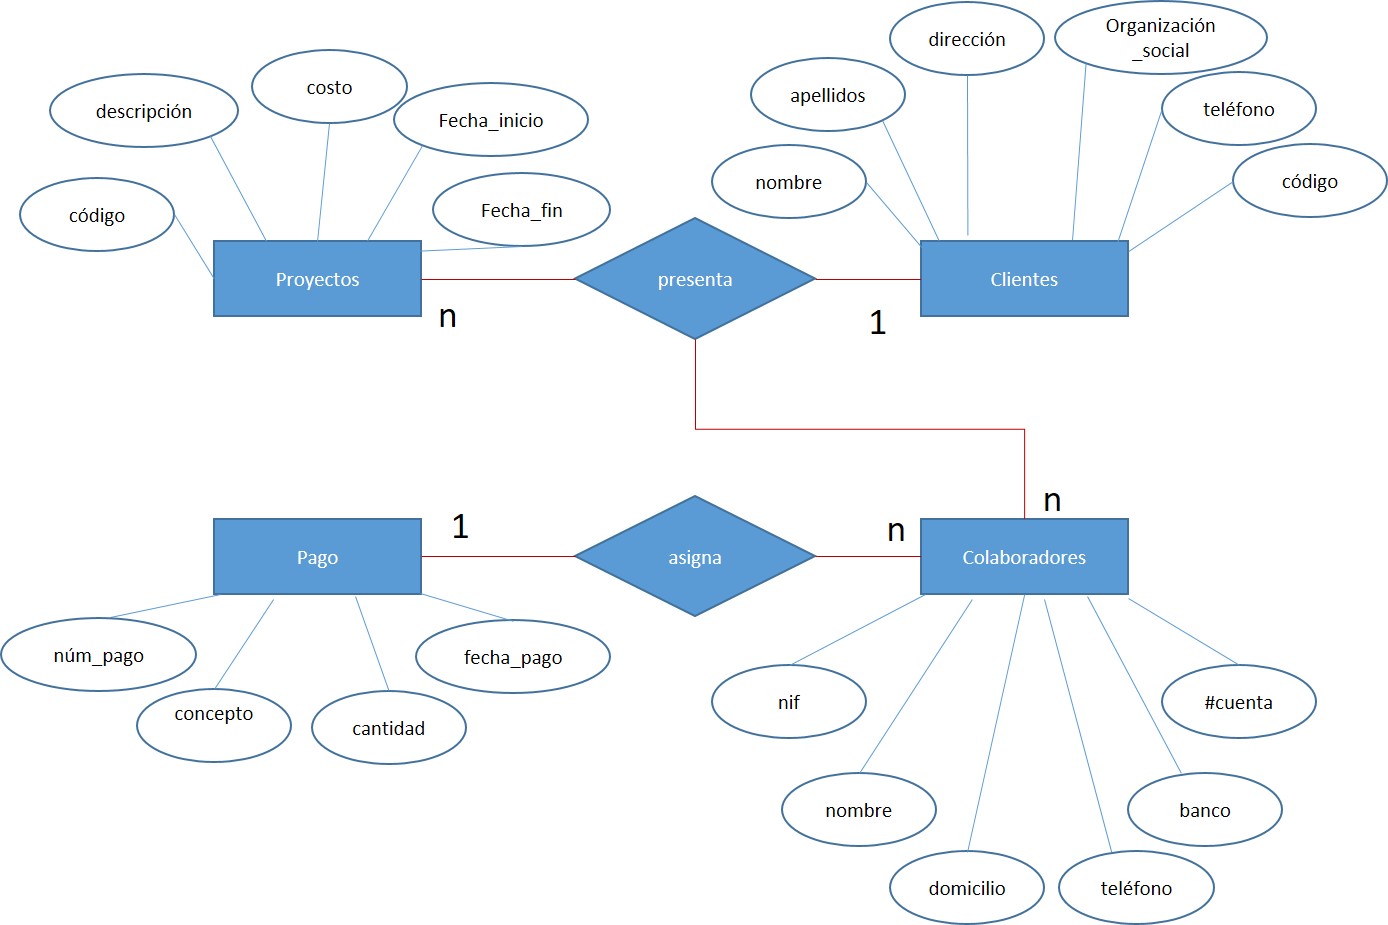 descripción
costo
Fecha_inicio
código
Fecha_fin
Proyectos
n
presenta
nombre
apellidos
dirección
Organización
_social
teléfono
código
Clientes
1
Pago
1
asigna
n
n
Colaboradores
núm_pago
concepto
cantidad
fecha_pago
nif
nombre
domicilio
teléfono
banco
#cuenta